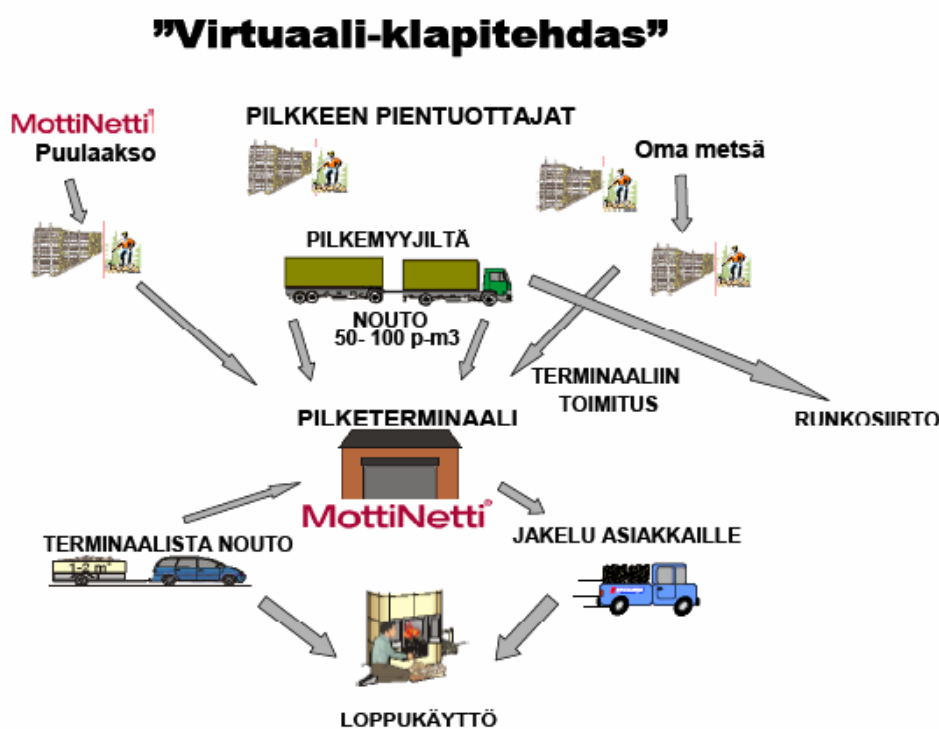 ”Virtuaali-klapitehdas”
MottiNetti®
Puulaakso
PILKKEEN PIENTUOTTAJAT
Oma metsä
PILKEMYYJILTÄ
NOUTO
50- 100 p-m3
TERMINAALIIN
TOIMITUS
RUNKOSIIRTO
PILKETERMINAALI
MottiNetti®
TERMINAALISTA NOUTO
1-2 m³
JAKELU ASIAKKAILLE
LOPPUKÄYTTÖ